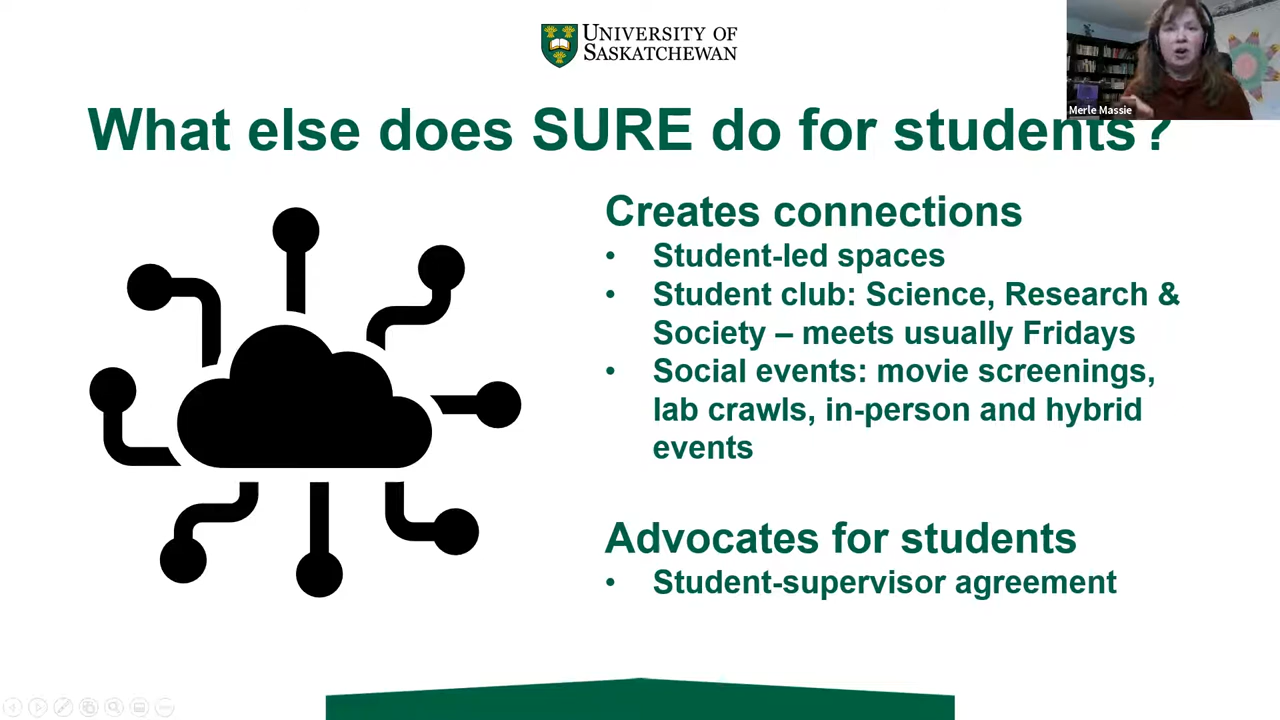 UNIVERSITY OF
SASKATCHEWAN
Merle Massie
What else does SURE do for students?
Creates connections
• Student-led spaces
• Student club: Science, Research &
Society – meets usually Fridays
• Social events: movie screenings,
lab crawls, in-person and hybrid
events
Advocates for students
• Student-supervisor agreement